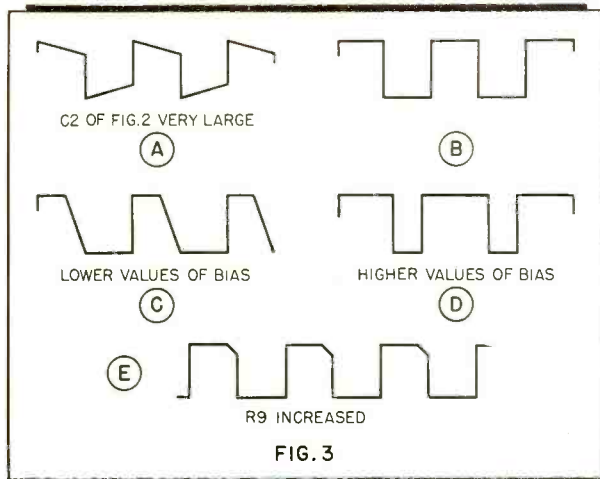 C2 OF FIG.2 VERY LARGE
A
B
LOWER VALUES OF BIAS
C
HIGHER VALUES OF BIAS
D
E
R9 INCREASED
FIG. 3